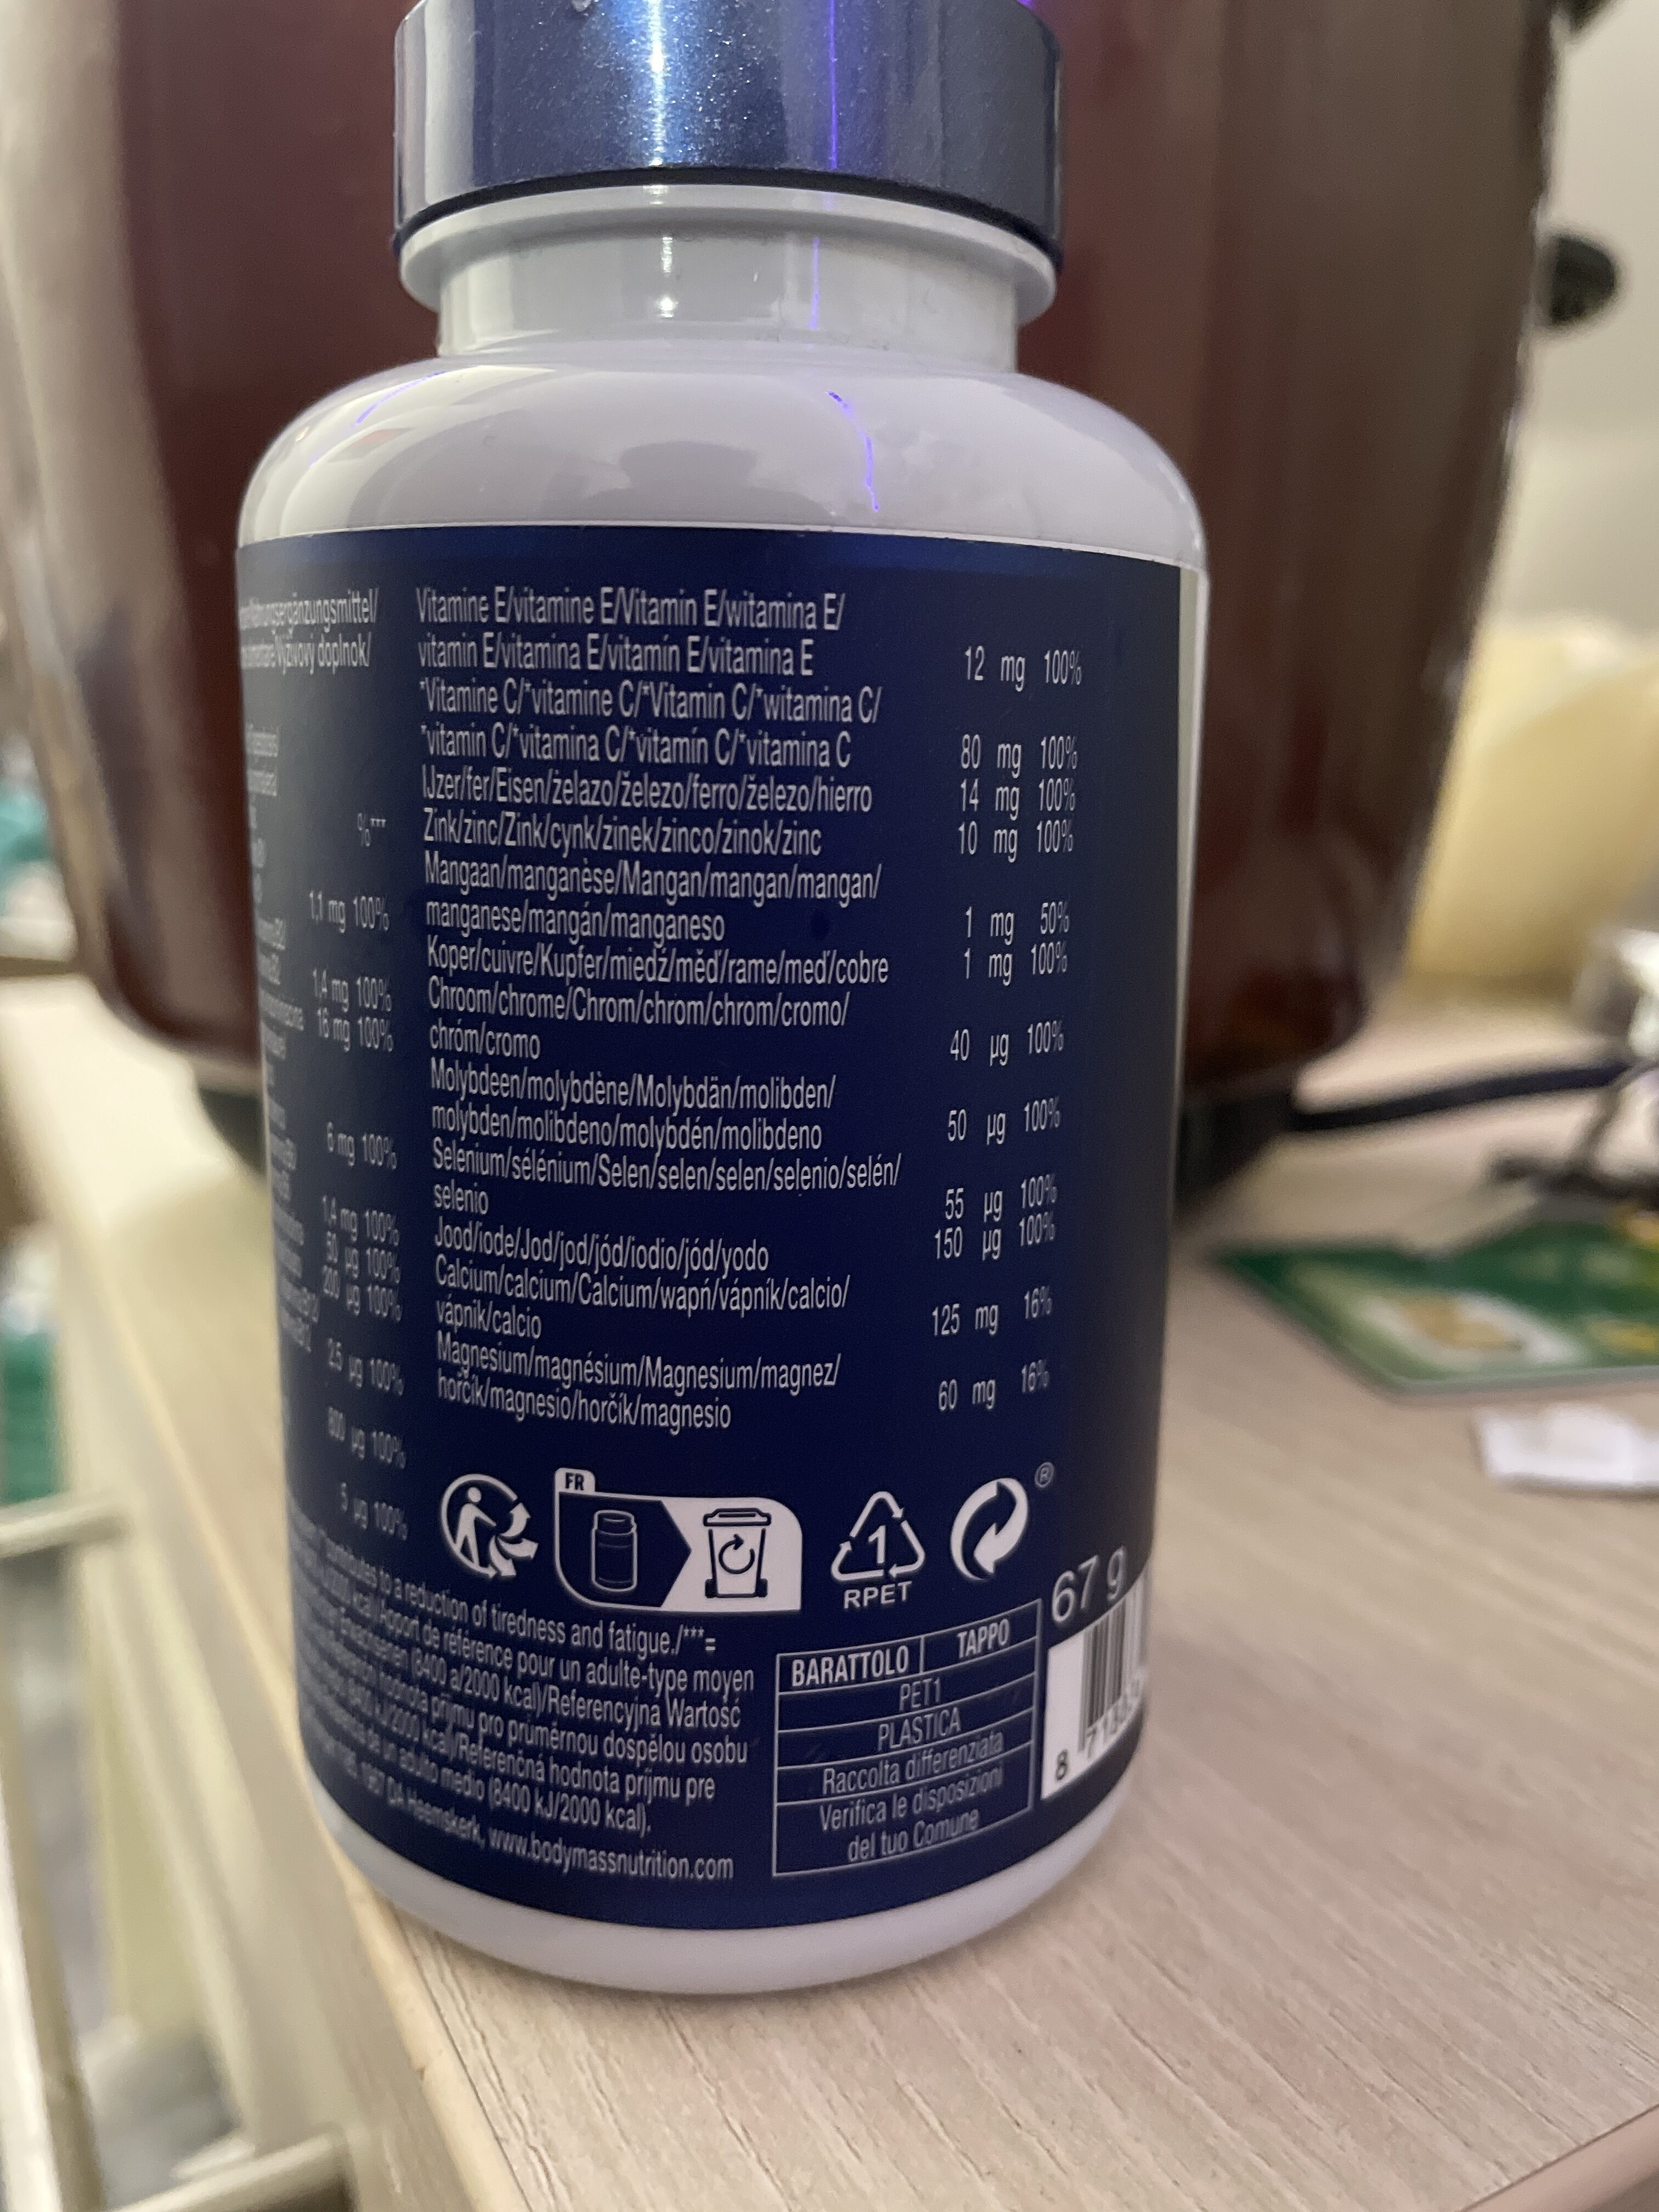 Nahrungsergänzungsmittel/
Výživový doplnok/
%***
1,1 mg 100%
1,4 mg 100%
16 mg 100%
6 mg 100%
1,4 mg 100%
50 µg 100%
200 µg 100%
2,5 µg 100%
800 µg 100%
5 µg 100%
Vitamine E/vitamine E/Vitamin E/witamina E/
vitamin E/vitamina E/vitamín E/vitamina E 12 mg 100%
*Vitamine C/*vitamine C/*Vitamin C/*witamina C/
*vitamin C/*vitamina C/*vitamín C/*vitamina C 80 mg 100%
IJzer/fer/Eisen/żelazo/železo/ferro/železo/hierro 14 mg 100%
Zink/zinc/Zink/cynk/zinek/zinco/zinok/zinc 10 mg 100%
Mangaan/manganèse/Mangan/mangan/mangan/
manganese/mangán/manganeso 1 mg 50%
Koper/cuivre/Kupfer/miedź/měď/rame/meď/cobre 1 mg 100%
Chroom/chrome/Chrom/chrom/chrom/cromo/
chróm/cromo 40 µg 100%
Molybdeen/molybdène/Molybdän/molibden/
molybden/molibdeno/molybdén/molibdeno 50 µg 100%
Selenium/sélénium/Selen/selen/selen/selenio/selén/
selenio 55 µg 100%
Jood/iode/Jod/jod/jód/iodio/jód/yodo 150 µg 100%
Calcium/calcium/Calcium/wapń/vápník/calcio/
vápnik/calcio 125 mg 16%
Magnesium/magnésium/Magnesium/magnez/
hořčík/magnesio/horčík/magnesio 60 mg 16%
FR
1
RPET
®
67 g
to a reduction of tiredness and fatigue./***=
kcal)/Apport de référence pour un adulte-type moyen
Erwachsenen (8400 a/2000 kcal)/Referencyjna Wartość
hodnota příjmu pro průměrnou dospělou osobu
kJ/2000 kcal)/Referenčná hodnota príjmu pre
de un adulto medio (8400 kJ/2000 kcal).
DA Heemskerk, www.bodymassnutrition.com
BARATTOLO TAPPO
PET1
PLASTICA
Raccolta differenziata
Verifica le disposizioni
del tuo Comune
8